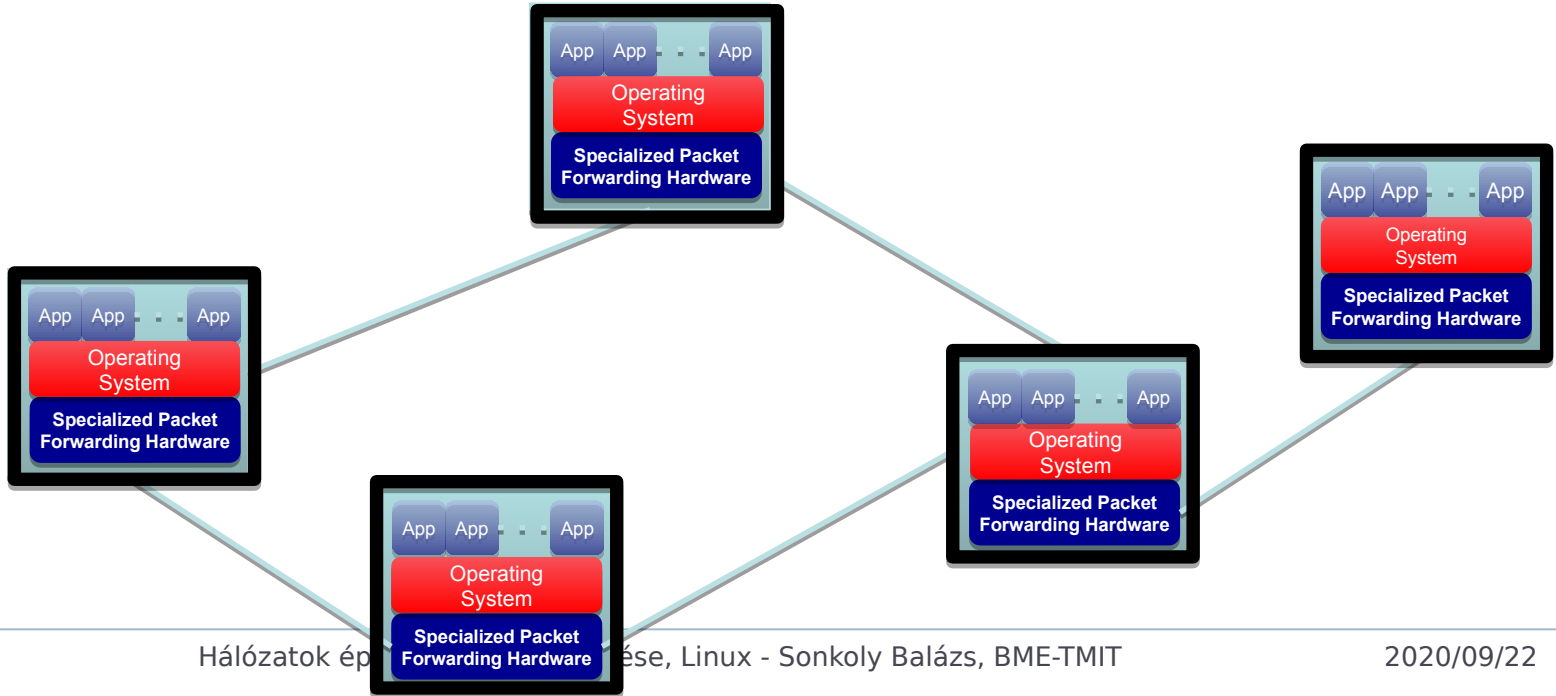 App App App
Operating
System
Specialized Packet
Forwarding Hardware
App App App
Operating
System
Specialized Packet
Forwarding Hardware
App App App
Operating
System
Specialized Packet
Forwarding Hardware
App App App
Operating
System
Specialized Packet
Forwarding Hardware
App App App
Operating
System
Specialized Packet
Forwarding Hardware
Hálózatok ép ése, Linux - Sonkoly Balázs, BME-TMIT 2020/09/22